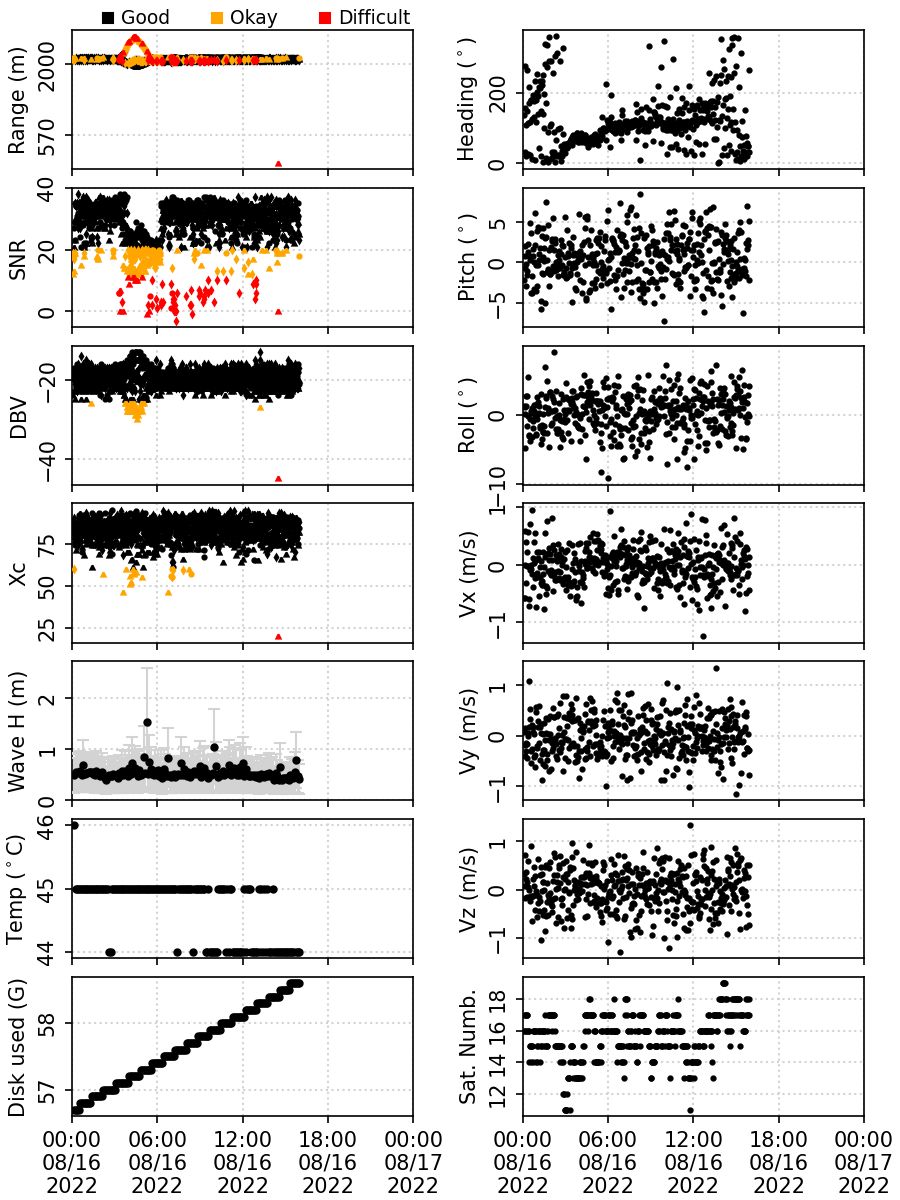 Good Okay Difficult
Range (m)
2000
570
Heading (°)
200
0
SNR
40
20
0
Pitch (°)
5
0
−5
DBV
−20
−40
Roll (°)
0
−10
Xc
75
50
25
Vx (m/s)
1
0
−1
Wave H (m)
2
1
0
Vy (m/s)
1
0
−1
Temp (°C)
46
45
44
Vz (m/s)
1
0
−1
Disk used (G)
58
57
Sat. Numb.
18
16
14
12
00:00 06:00 12:00 18:00 00:00
08/16 08/16 08/16 08/16 08/17
2022 2022 2022 2022 2022
00:00 06:00 12:00 18:00 00:00
08/16 08/16 08/16 08/16 08/17
2022 2022 2022 2022 2022